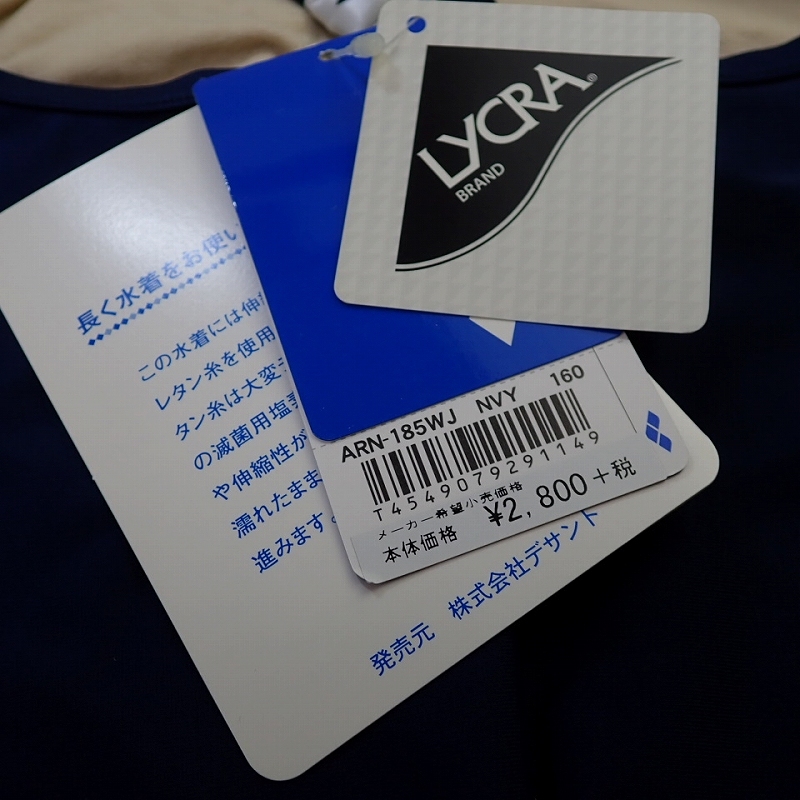 LYCRA®
BRAND
長く水着をお使い
この水着には伸
レタン糸を使用
タン糸は大変
の滅菌用塩素
や伸縮性が
濡れたまま
進みます。
ARN-185WJ NVY 160
T4549079291149
メーカー希望小売価格
本体価格 ¥2,800+税
発売元 株式会社デサント